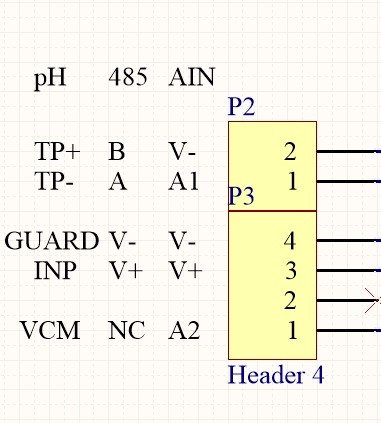 pH 485 AIN
P2
TP+ B V- 2
TP- A A1 1
P3
GUARD V- V- 4
INP V+ V+ 3
2
VCM NC A2 1
Header 4